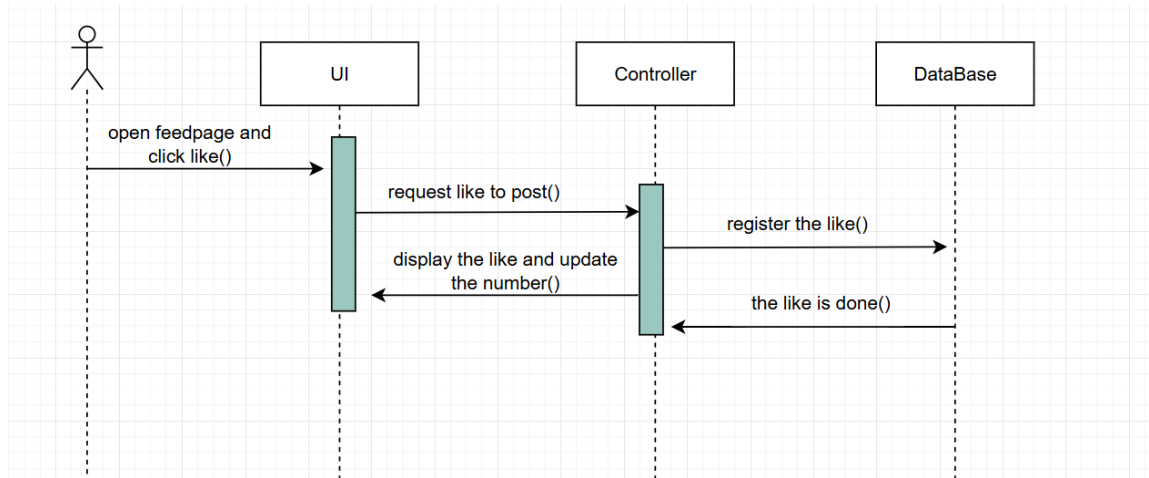 UI
Controller
DataBase
open feedpage and
click like()
request like to post()
register the like()
display the like and update
the number()
the like is done()